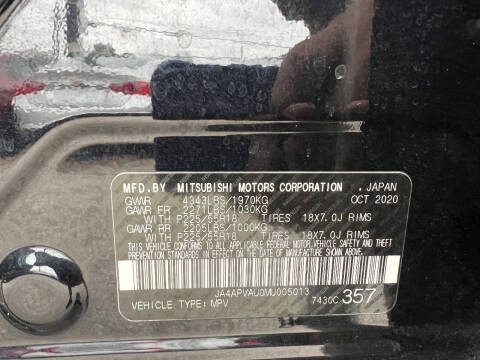 MFD.BY MITSUBISHI MOTORS CORPORATION , JAPAN
GVWR 4343LBS/1970KG OCT 2020
GAWR FR 2271LBS/1030KG
WITH P225/55R18 TIRES 18X7.0J RIMS
GAWR RR 2205LBS/1000KG
WITH P225/55R18 TIRES 18X7.0J RIMS
THIS VEHICLE CONFORMS TO ALL APPLICABLE FEDERAL MOTOR VEHICLE SAFETY, BUMPER, AND THEFT PREVENTION STANDARDS IN EFFECT ON THE DATE OF MANUFACTURE SHOWN ABOVE.
JA4APVAU0MU005013
VEHICLE TYPE: MPV 7430C 357